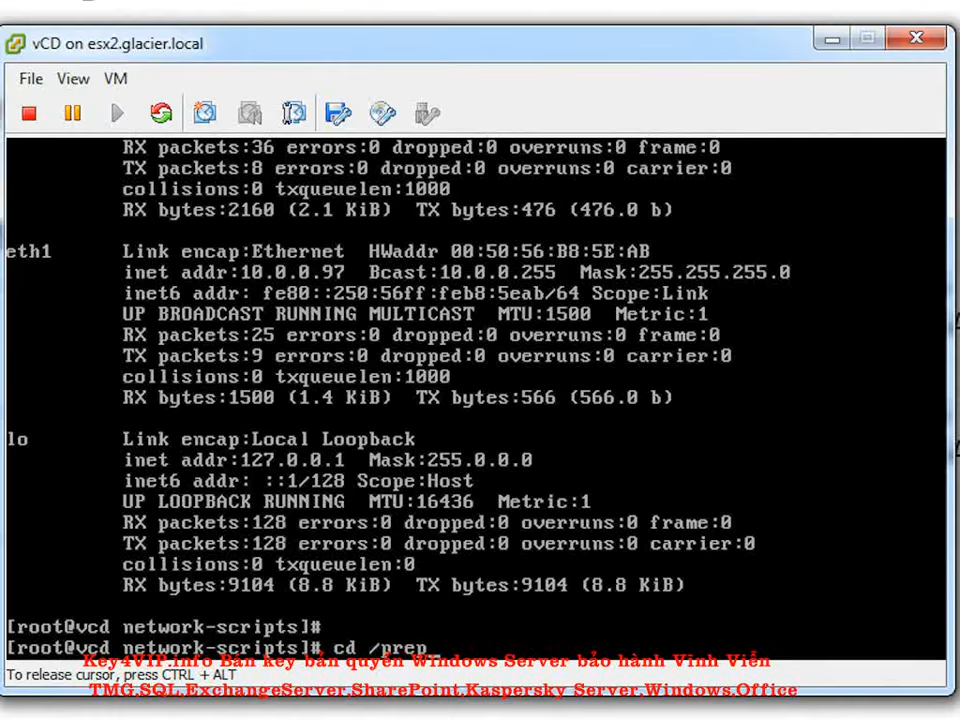 vCD on esx2.glacier.local
File View VM
RX packets:36 errors:0 dropped:0 overruns:0 frame:0
TX packets:8 errors:0 dropped:0 overruns:0 carrier:0
collisions:0 txqueuelen:1000
RX bytes:2160 (2.1 KiB) TX bytes:476 (476.0 b)
eth1 Link encap:Ethernet HWaddr 00:50:56:B8:5E:AB
inet addr:10.0.0.97 Bcast:10.0.0.255 Mask:255.255.255.0
inet6 addr: fe80::250:56ff:feb8:5eab/64 Scope:Link
UP BROADCAST RUNNING MULTICAST MTU:1500 Metric:1
RX packets:25 errors:0 dropped:0 overruns:0 frame:0
TX packets:9 errors:0 dropped:0 overruns:0 carrier:0
collisions:0 txqueuelen:1000
RX bytes:1500 (1.4 KiB) TX bytes:566 (566.0 b)
lo Link encap:Local Loopback
inet addr:127.0.0.1 Mask:255.0.0.0
inet6 addr: ::1/128 Scope:Host
UP LOOPBACK RUNNING MTU:16436 Metric:1
RX packets:128 errors:0 dropped:0 overruns:0 frame:0
TX packets:128 errors:0 dropped:0 overruns:0 carrier:0
collisions:0 txqueuelen:0
RX bytes:9104 (8.8 KiB) TX bytes:9104 (8.8 KiB)
[root@vcd network-scripts]#
[root@vcd network-scripts]# cd /prep_
Key4VIP.info Bán key bản quyền Windows Server bảo hành Vĩnh Viễn
To release cursor, press CTRL + ALT
TMG,SQL,ExchangeServer,SharePoint,Kaspersky Server,Windows,Office